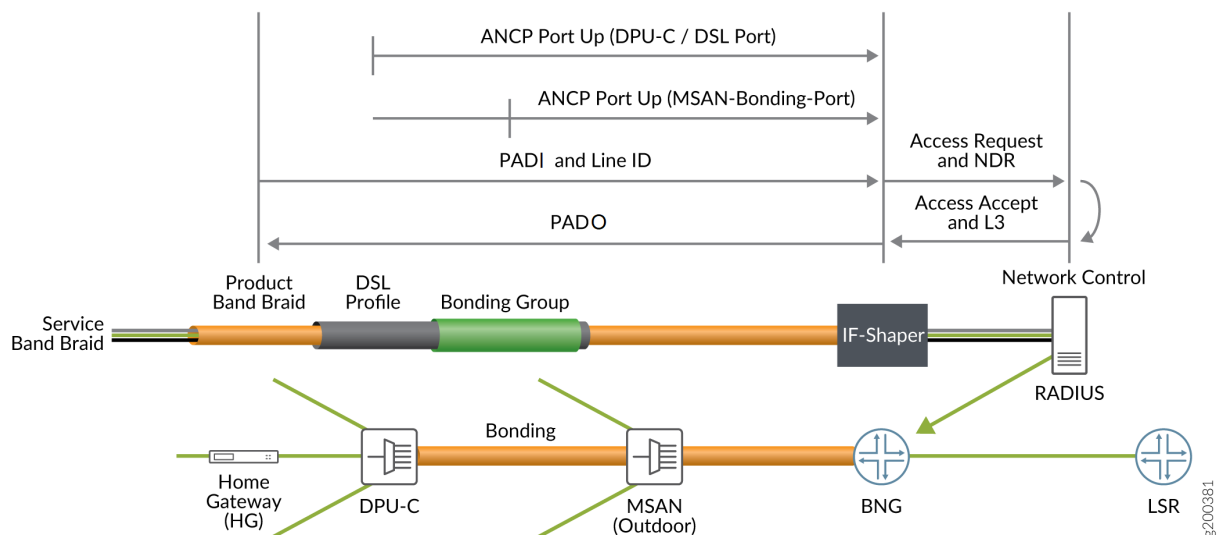 ANCP Port Up (DPU-C / DSL Port)
ANCP Port Up (MSAN-Bonding-Port)
PADI and Line ID
Access Request
and NDR
PADO
Access Accept
and L3
Product
Band Braid
DSL
Profile
Bonding Group
Network Control
Service
Band Braid
IF-Shaper
RADIUS
Bonding
Home
Gateway
(HG)
DPU-C
MSAN
(Outdoor)
BNG
LSR
g200381